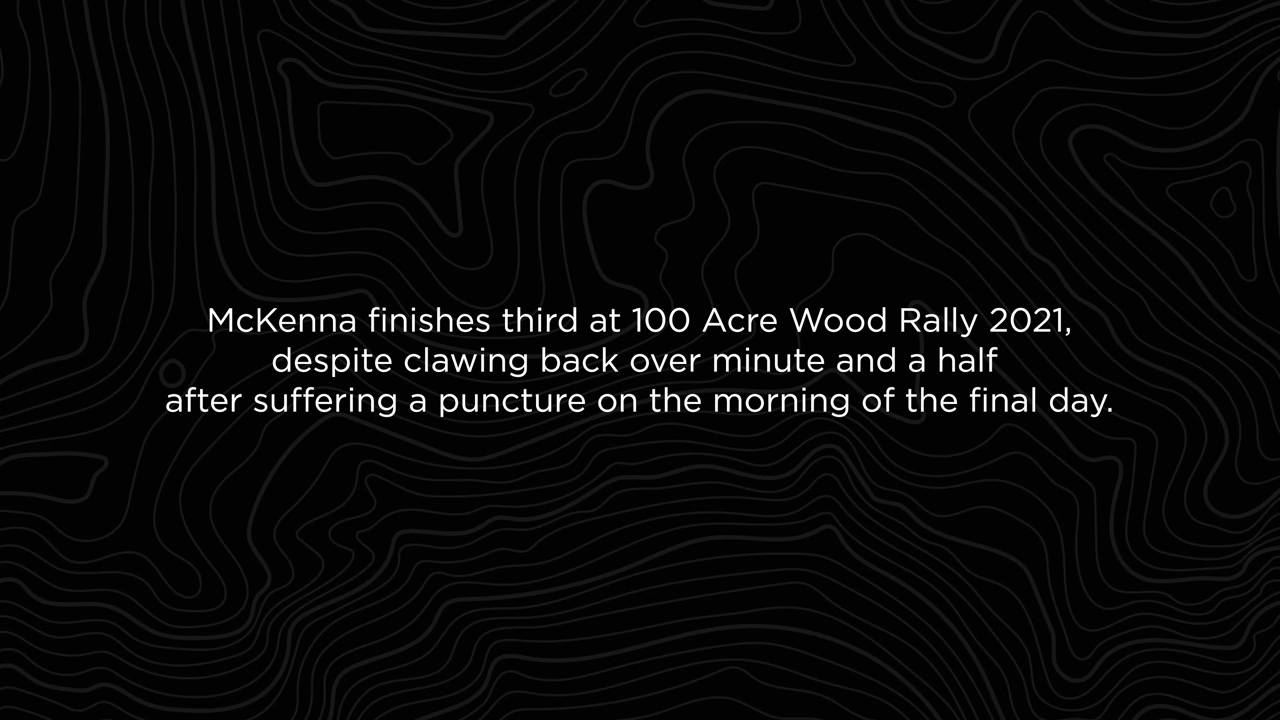 McKenna finishes third at 100 Acre Wood Rally 2021,
despite clawing back over minute and a half
after suffering a puncture on the morning of the final day.